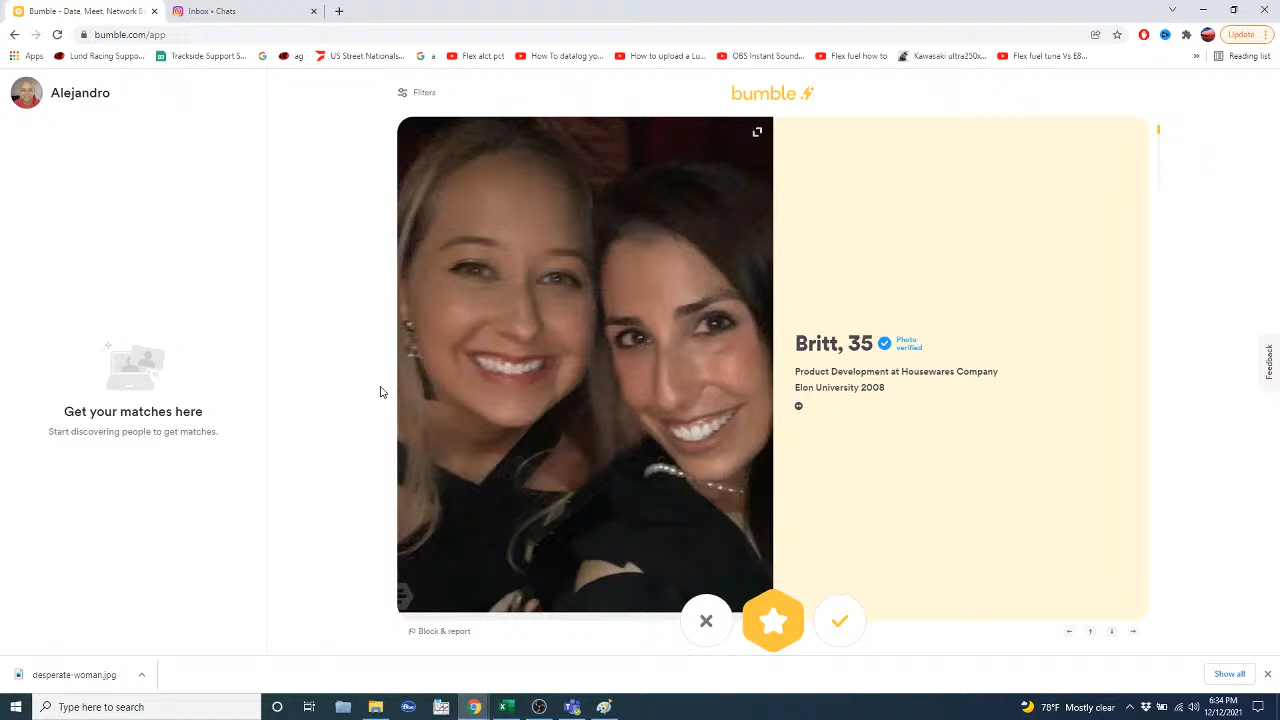 Bumble - Date, Meet, Network B
Inbox + Chats
bumble.com/app
Update
Apps
Lund Racing Suppo...
Trade Support S...
ap
US Street Nationals...
a
Flex alct pct
How To datalog yo...
How to upload a Lu...
OBS Instant Sound...
Flex fuel how to
Kawasaki ultra250x...
Flex fuel tune Vs E8...
»
Reading list
Alejandro
Filters
bumble
Britt, 35
Photo verified
Product Development at Housewares Company
Elon University 2008
Get your matches here
Start discovering people to get matches.
Feedback
Block & report
desperate-woman.jpg
Show all
Type here to search
78°F Mostly clear
6:34 PM
12/12/2021